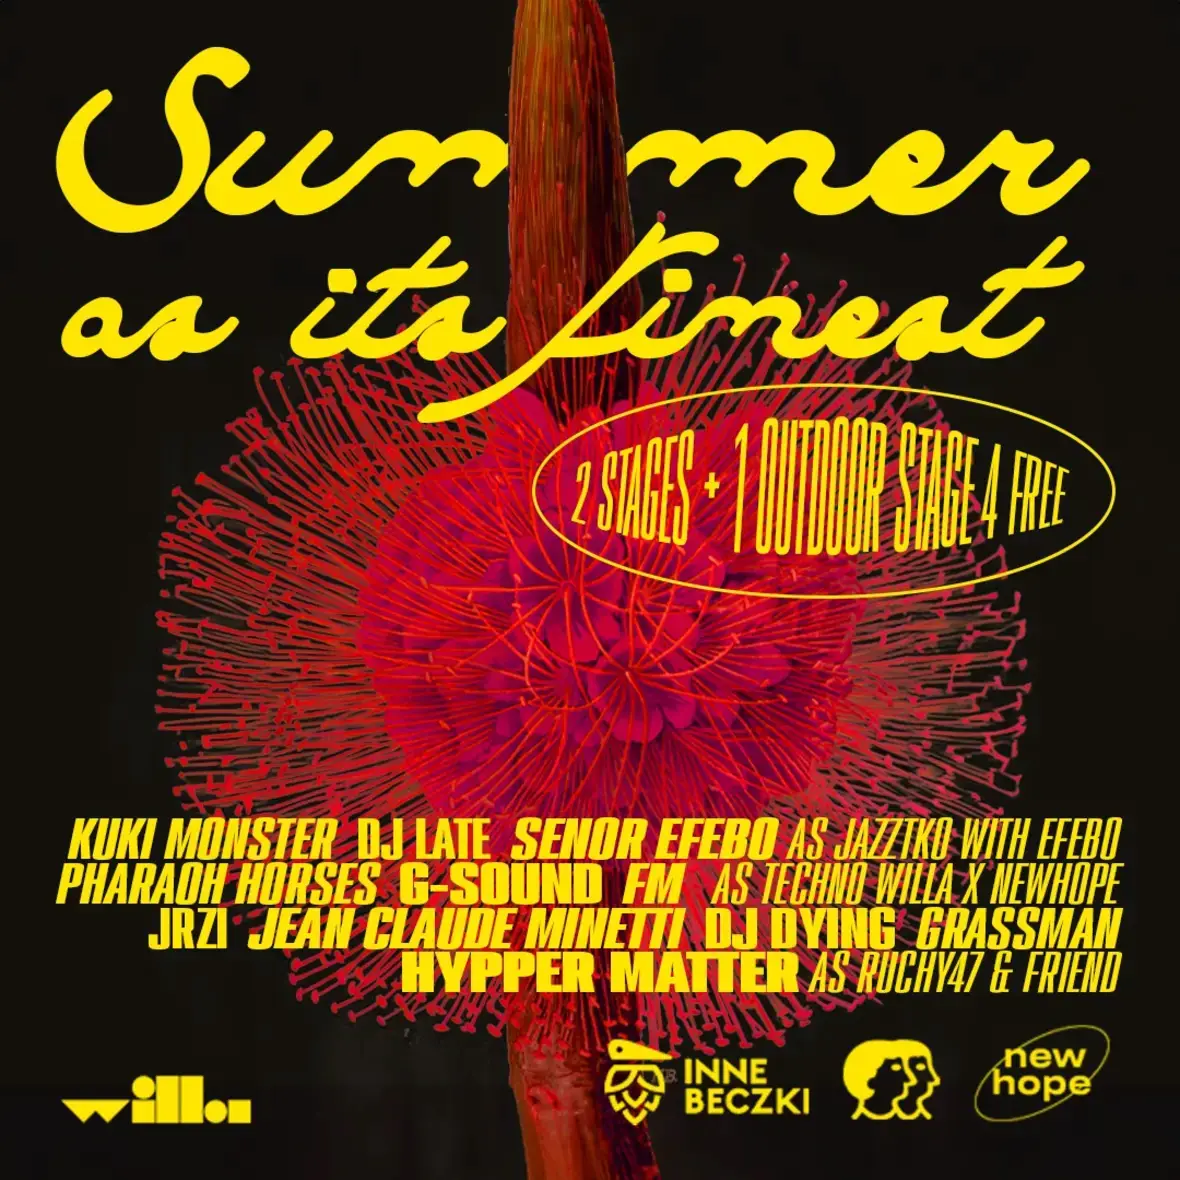 Summer
as its finest
2 STAGES + 1 OUTDOOR STAGE 4 FREE
KUKI MONSTER DJ LATE SENOR EFEBO AS JAZZTKO WITH EFEBO
PHARAOH HORSES G-SOUND FM AS TECHNO WILLA X NEWHOPE
JRZI JEAN CLAUDE MINETTI DJ DYING GRASSMAN
HYPPER MATTER AS RUCHY47 & FRIEND
willa
INNE
BECZKI
new
hope